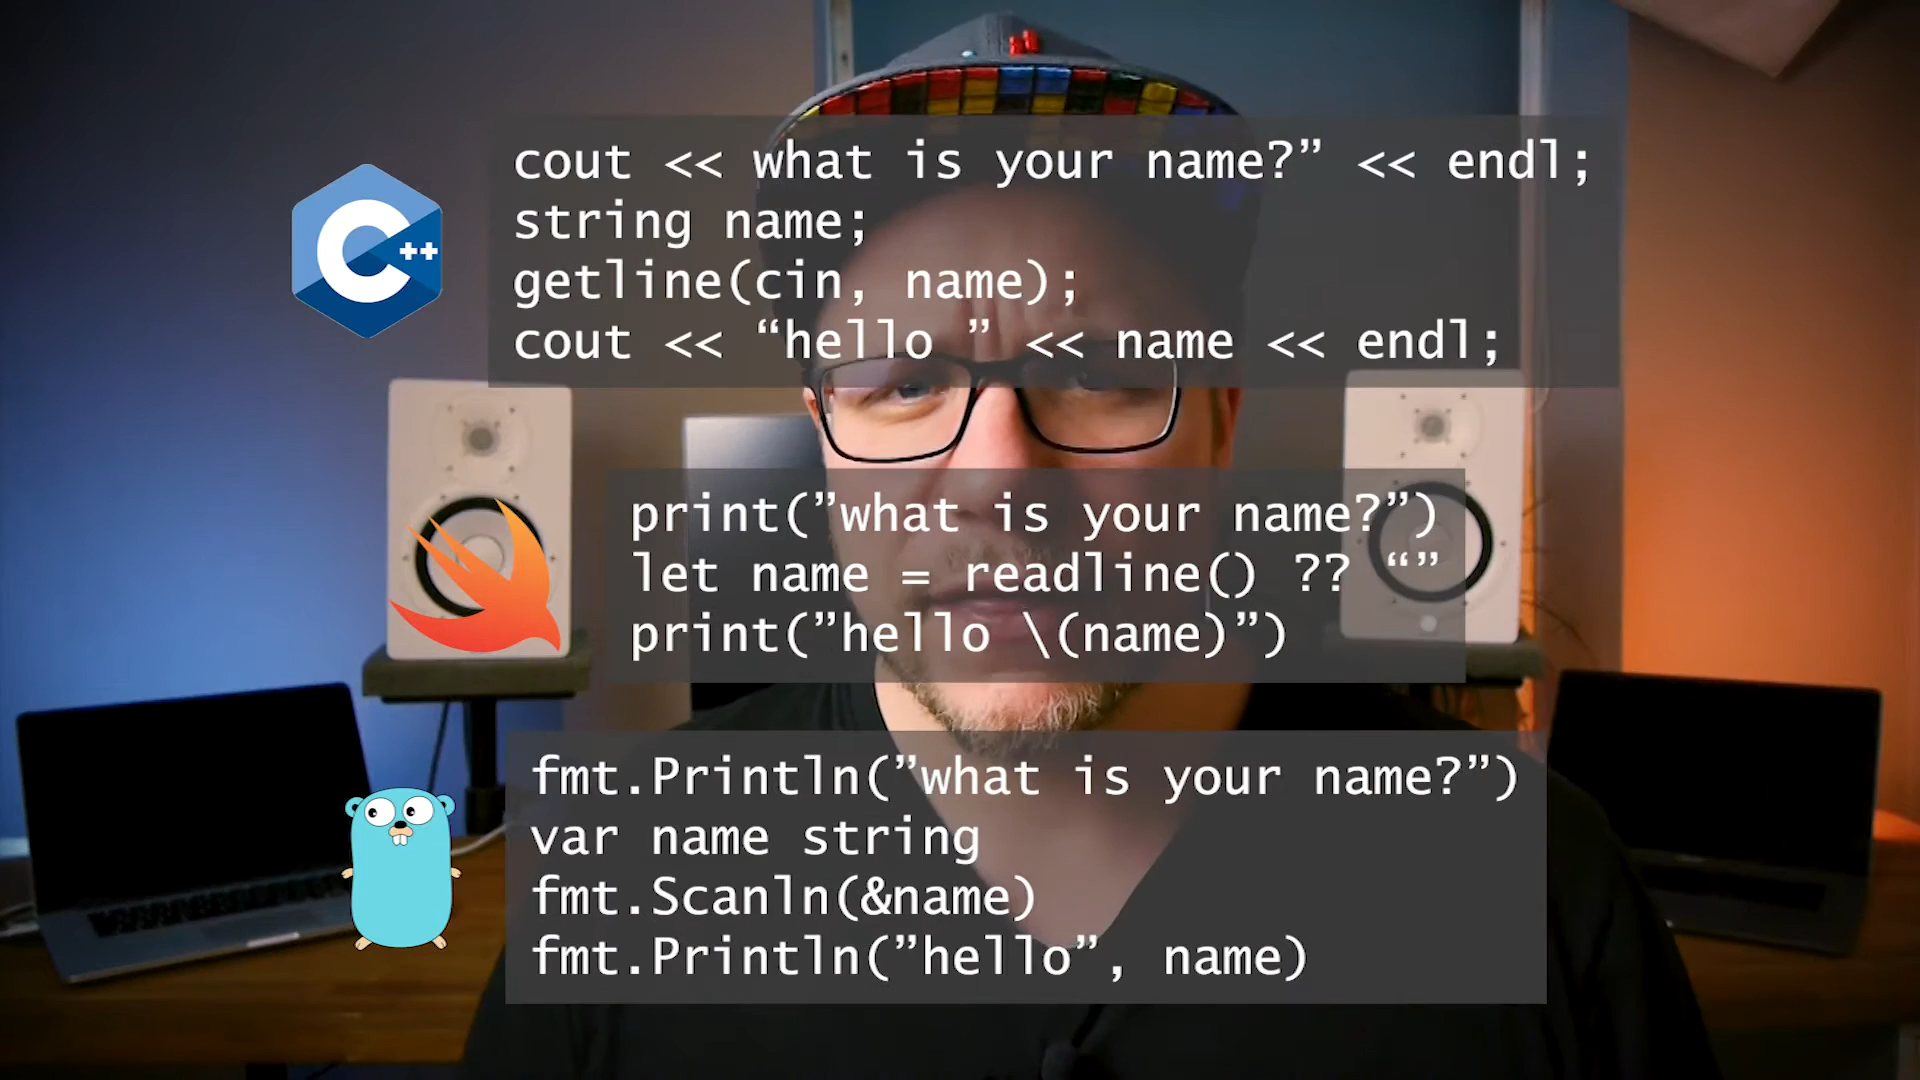 cout << what is your name?” << endl;
string name;
getline(cin, name);
cout << “hello ” << name << endl;
C++
print(”what is your name?”)
let name = readline() ?? “”
print(”hello \(name)”)
fmt.Println(”what is your name?”)
var name string
fmt.Scanln(&name)
fmt.Println(”hello”, name)